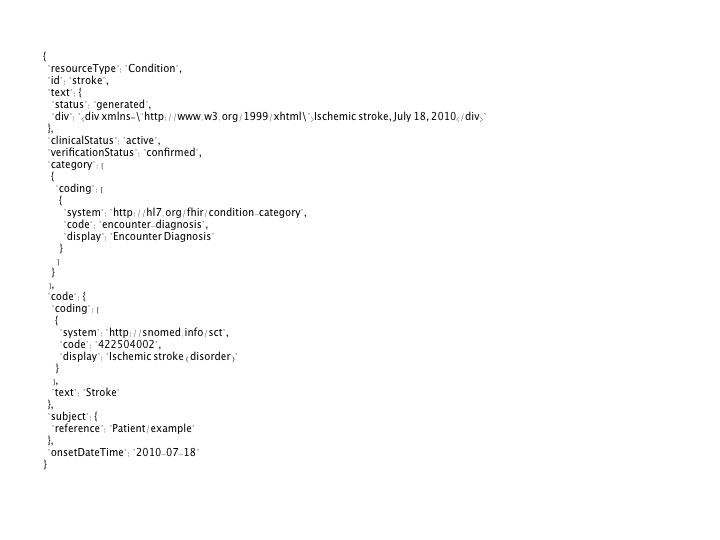 {
"resourceType": "Condition",
"id": "stroke",
"text": {
"status": "generated",
"div": "<div xmlns=\"http://www.w3.org/1999/xhtml\">Ischemic stroke, July 18, 2010</div>"
},
"clinicalStatus": "active",
"verificationStatus": "confirmed",
"category": [
{
"coding": [
{
"system": "http://hl7.org/fhir/condition-category",
"code": "encounter-diagnosis",
"display": "Encounter Diagnosis"
}
]
}
],
"code": {
"coding": [
{
"system": "http://snomed.info/sct",
"code": "422504002",
"display": "Ischemic stroke (disorder)"
}
],
"text": "Stroke"
},
"subject": {
"reference": "Patient/example"
},
"onsetDateTime": "2010-07-18"
}